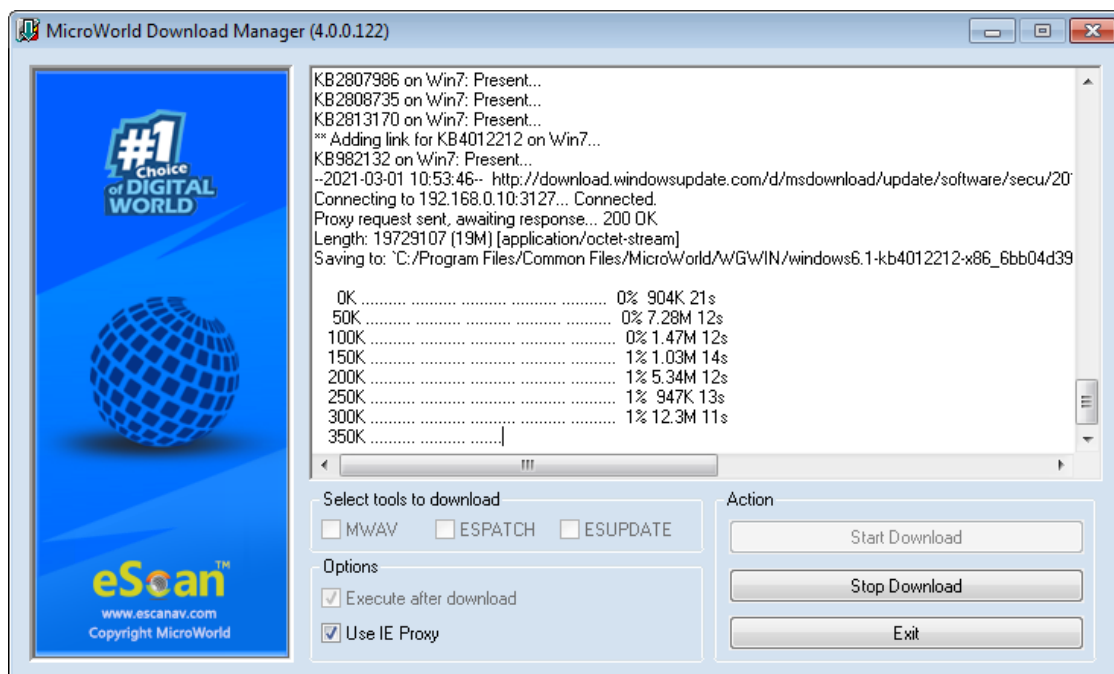 MicroWorld Download Manager (4.0.0.122)
#1
Choice
of DIGITAL
WORLD
eScan™
www.escanav.com
Copyright MicroWorld
KB2807986 on Win7: Present...
KB2808735 on Win7: Present...
KB2813170 on Win7: Present...
** Adding link for KB4012212 on Win7...
KB982132 on Win7: Present...
--2021-03-01 10:53:46--  http://download.windowsupdate.com/d/msdownload/update/software/secu/20
Connecting to 192.168.0.10:3127... Connected.
Proxy request sent, awaiting response... 200 OK
Length: 19729107 (19M) [application/octet-stream]
Saving to: `C:/Program Files/Common Files/MicroWorld/WGWIN/windows6.1-kb4012212-x86_6bb04d39
0K .......... .......... .......... .......... .......... 0%  904K 21s
50K .......... .......... .......... .......... .......... 0% 7.28M 12s
100K .......... .......... .......... .......... .......... 0% 1.47M 12s
150K .......... .......... .......... .......... .......... 1% 1.03M 14s
200K .......... .......... .......... .......... .......... 1% 5.34M 12s
250K .......... .......... .......... .......... .......... 1%  947K 13s
300K .......... .......... .......... .......... .......... 1% 12.3M 11s
350K .......... .......... .......
Select tools to download
MWAV
ESPATCH
ESUPDATE
Options
Execute after download
Use IE Proxy
Action
Start Download
Stop Download
Exit